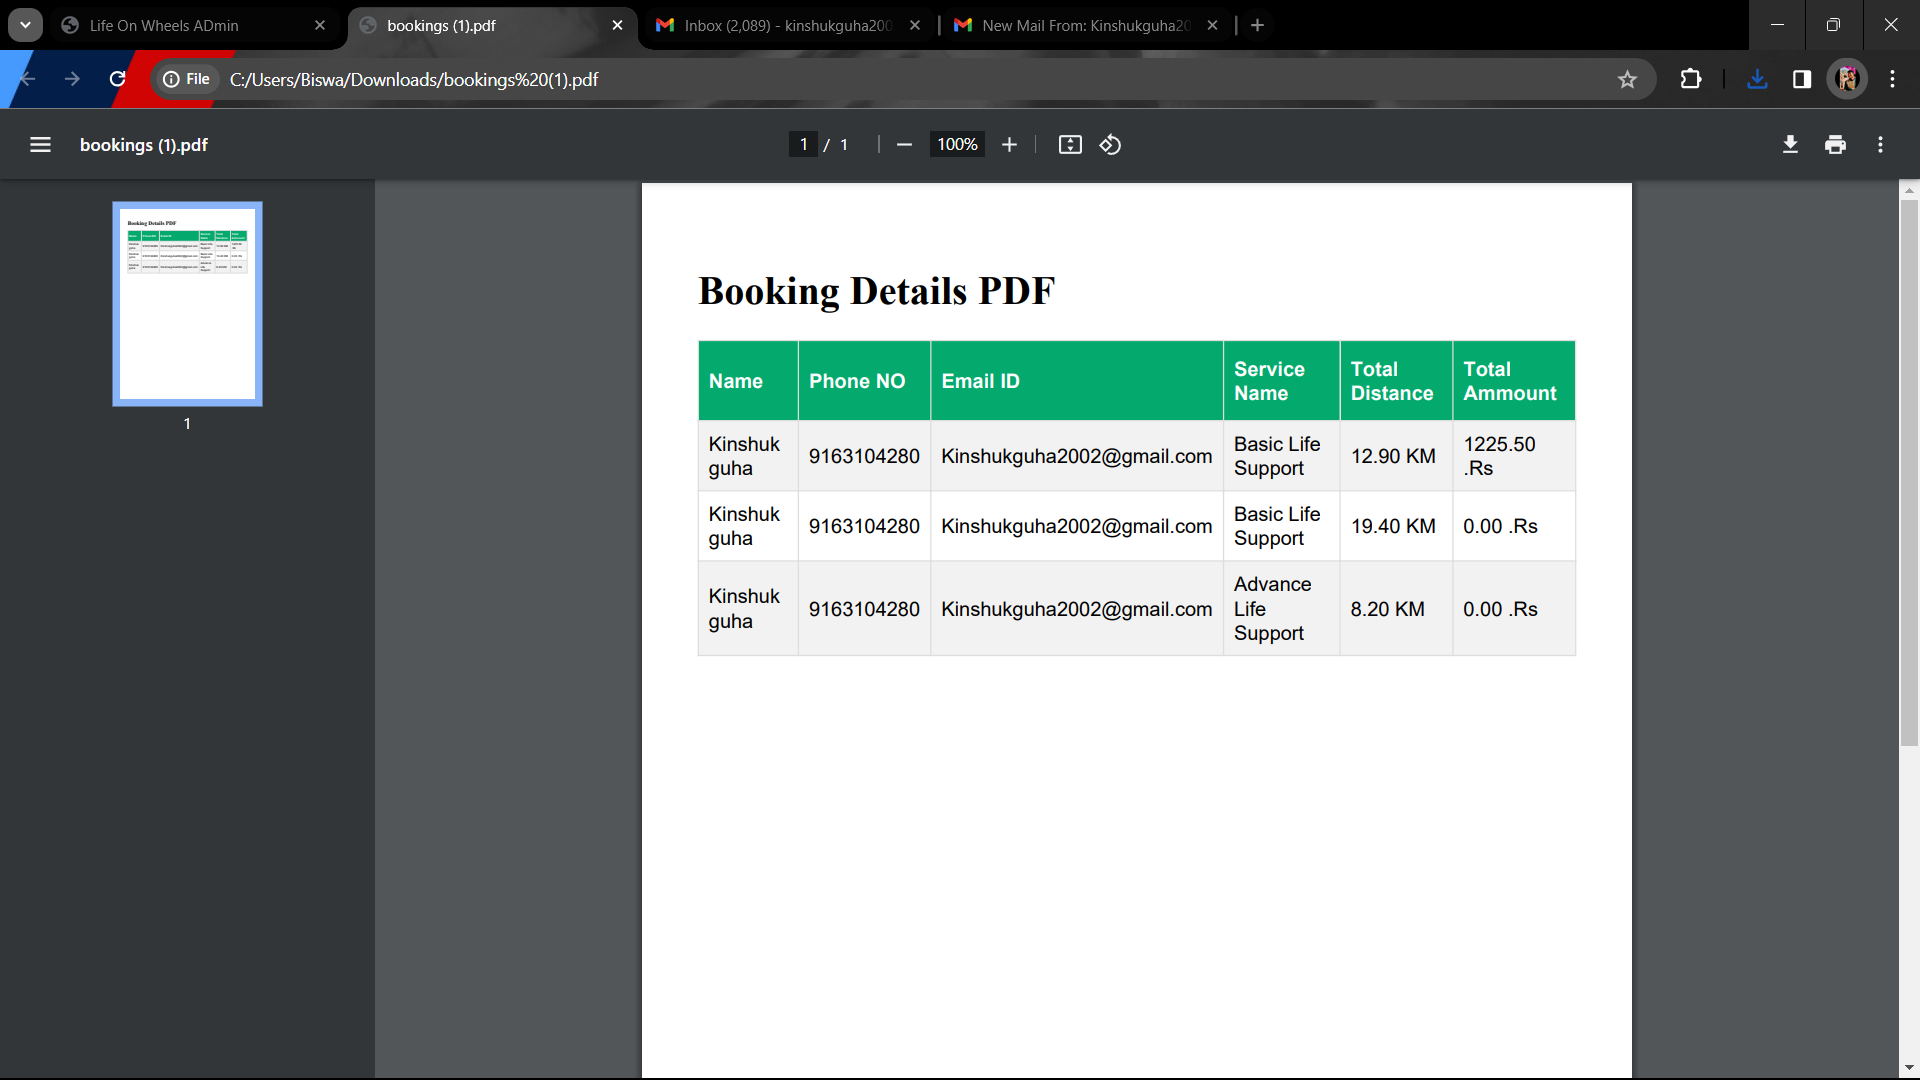 Life On Wheels ADmin
bookings (1).pdf
Inbox (2,089) - kinshukguha200
New Mail From: Kinshukguha20
File
C:/Users/Biswa/Downloads/bookings%20(1).pdf
bookings (1).pdf
1 / 1
100%
1
Booking Details PDF
Name Phone NO Email ID Service Name Total Distance Total Ammount
Kinshuk guha 9163104280 Kinshukguha2002@gmail.com Basic Life Support 12.90 KM 1225.50 .Rs
Kinshuk guha 9163104280 Kinshukguha2002@gmail.com Basic Life Support 19.40 KM 0.00 .Rs
Kinshuk guha 9163104280 Kinshukguha2002@gmail.com Advance Life Support 8.20 KM 0.00 .Rs